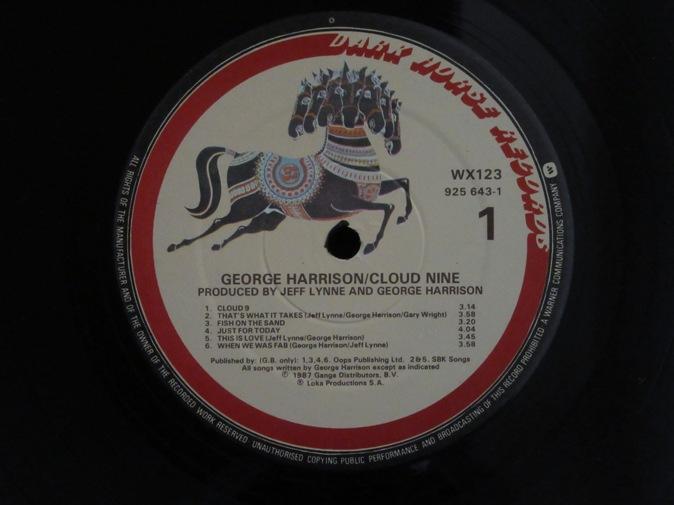 DARK HORSE RECORDS
WX123
925 643-1
1
GEORGE HARRISON/CLOUD NINE
PRODUCED BY JEFF LYNNE AND GEORGE HARRISON
1. CLOUD 9 3.14
2. THAT'S WHAT IT TAKES (Jeff Lynne/George Harrison/Gary Wright) 3.58
3. FISH ON THE SAND 3.20
4. JUST FOR TODAY 4.04
5. THIS IS LOVE (Jeff Lynne/George Harrison) 3.45
6. WHEN WE WAS FAB (George Harrison/Jeff Lynne) 3.58
Published by: (G.B. only): 1,3,4,6. Oops Publishing Ltd. 2&5. SBK Songs
All songs written by George Harrison except as indicated
© 1987 Ganga Distributors, B.V.
℗ Loka Productions S.A.
ALL RIGHTS OF THE MANUFACTURER AND OF THE OWNER OF THE RECORDED WORK RESERVED. UNAUTHORISED COPYING PUBLIC PERFORMANCE AND BROADCASTING OF THIS RECORD PROHIBITED A WARNER COMMUNICATIONS COMPANY